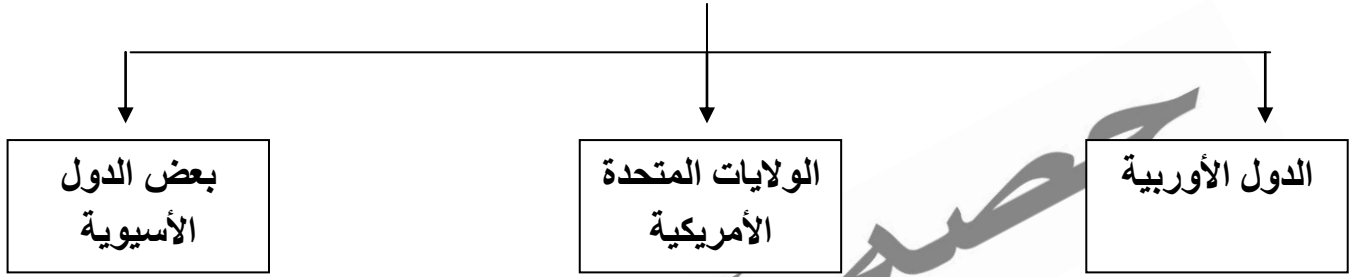 الدول الأوربية
الولايات المتحدة
الأمريكية
بعض الدول
الأسيوية